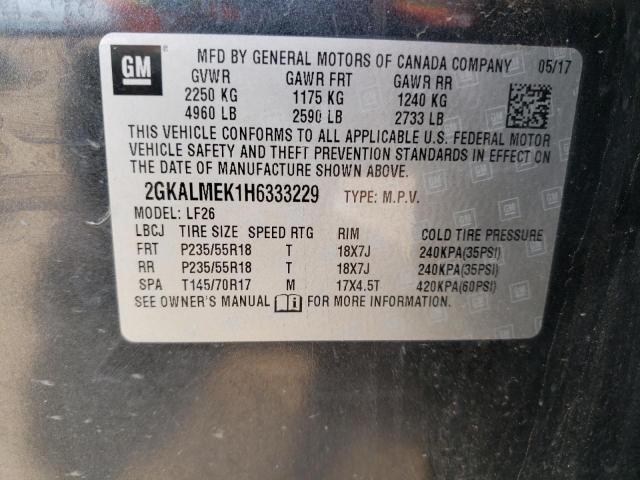 GM
MFD BY GENERAL MOTORS OF CANADA COMPANY 05/17
GVWR GAWR FRT GAWR RR
2250 KG 1175 KG 1240 KG
4960 LB 2590 LB 2733 LB
THIS VEHICLE CONFORMS TO ALL APPLICABLE U.S. FEDERAL MOTOR
VEHICLE SAFETY AND THEFT PREVENTION STANDARDS IN EFFECT ON
THE DATE OF MANUFACTURE SHOWN ABOVE.
2GKALMEK1H6333229 TYPE: M.P.V.
MODEL: LF26
LBCJ TIRE SIZE SPEED RTG RIM COLD TIRE PRESSURE
FRT P235/55R18 T 18X7J 240KPA(35PSI)
RR P235/55R18 T 18X7J 240KPA(35PSI)
SPA T145/70R17 M 17X4.5T 420KPA(60PSI)
SEE OWNER'S MANUAL FOR MORE INFORMATION.